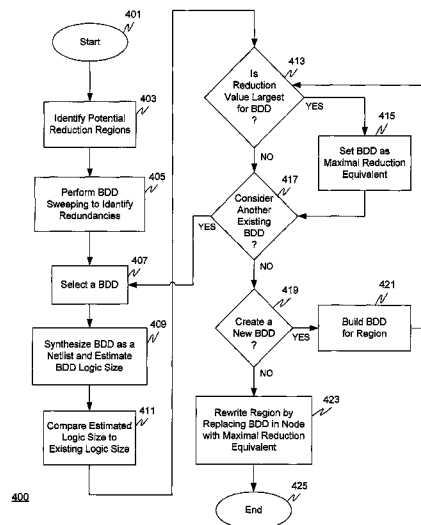 401
Start
403
Identify Potential
Reduction Regions
405
Perform BDD
Sweeping to Identify
Redundancies
407
Select a BDD
409
Synthesize BDD as a
Netlist and Estimate
BDD Logic Size
411
Compare Estimated
Logic Size to
Existing Logic Size
400
413
Is
Reduction
Value Largest
for BDD
?
YES
NO
415
Set BDD as
Maximal Reduction
Equivalent
417
Consider
Another
Existing
BDD
?
YES
NO
419
Create a
New BDD
?
YES
NO
421
Build BDD
for Region
423
Rewrite Region by
Replacing BDD in Node
with Maximal Reduction
Equivalent
425
End